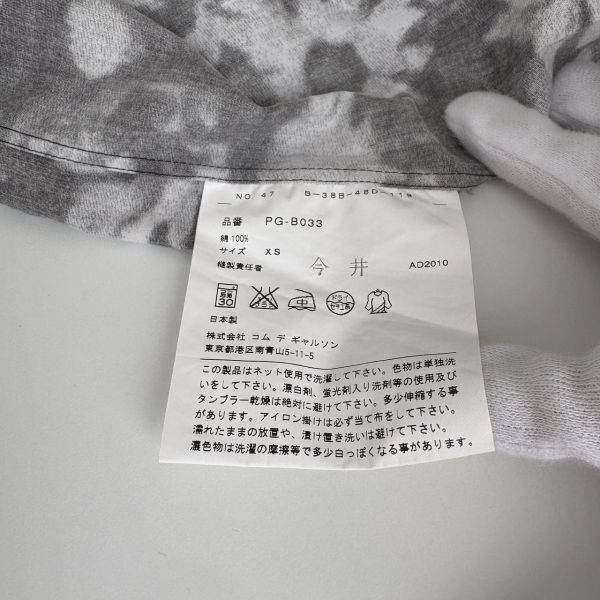 NO. 47 B-38B-48D-119
品番 PG-B033
綿 100%
サイズ XS
縫製責任者 今井 AD2010
弱 30 中 ドライ セキユ系
日本製
株式会社 コム デ ギャルソン
東京都港区南青山5-11-5
この製品はネット使用で洗濯して下さい。色物は単独洗
いをして下さい。漂白剤、蛍光剤入り洗剤等の使用及び
タンブラー乾燥は絶対に避けて下さい。多少伸縮する事
があります。アイロン掛けは必ず当て布をして下さい。
濡れたままの放置や、漬け置き洗いは避けて下さい。
濃色物は洗濯の摩擦等で多少白っぽくなる事があります。